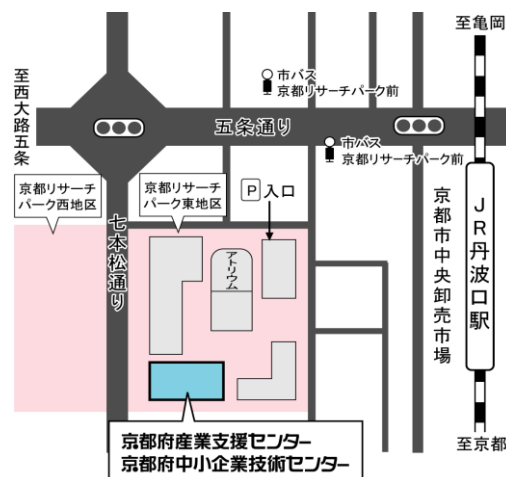 至亀岡
市バス
京都リサーチパーク前
至西大路五条
五条通り
市バス
京都リサーチパーク前
京都リサーチ
パーク西地区
京都リサーチ
パーク東地区
P 入口
七本松通り
アトリウム
京都市中央卸売市場
JR丹波口駅
京都府産業支援センター
京都府中小企業技術センター
至京都